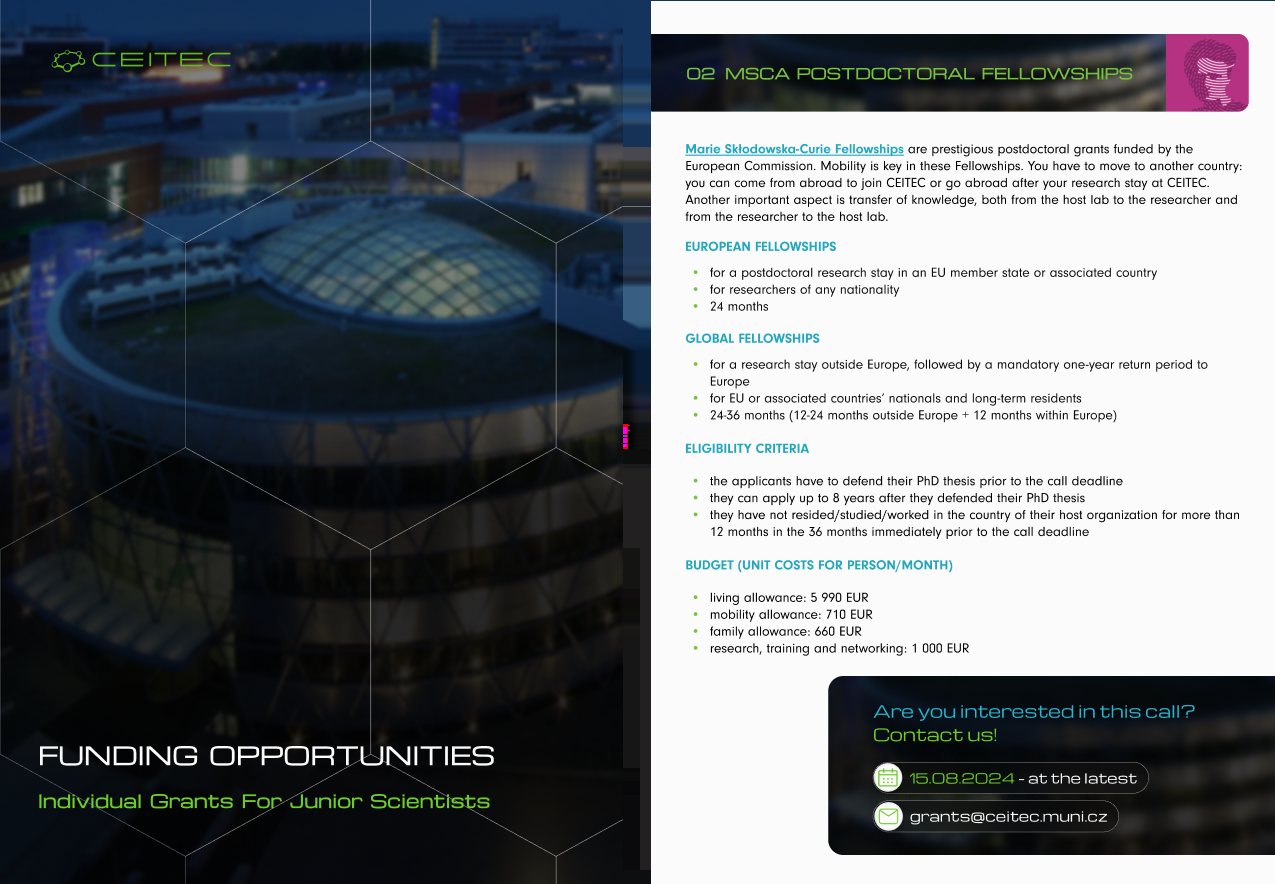 CEITEC
FUNDING OPPORTUNITIES
Individual Grants For Junior Scientists
02 MSCA POSTDOCTORAL FELLOWSHIPS
Marie Skłodowska-Curie Fellowships are prestigious postdoctoral grants funded by the
European Commission. Mobility is key in these Fellowships. You have to move to another country:
you can come from abroad to join CEITEC or go abroad after your research stay at CEITEC.
Another important aspect is transfer of knowledge, both from the host lab to the researcher and
from the researcher to the host lab.
EUROPEAN FELLOWSHIPS
• for a postdoctoral research stay in an EU member state or associated country
• for researchers of any nationality
• 24 months
GLOBAL FELLOWSHIPS
• for a research stay outside Europe, followed by a mandatory one-year return period to
Europe
• for EU or associated countries’ nationals and long-term residents
• 24-36 months (12-24 months outside Europe + 12 months within Europe)
ELIGIBILITY CRITERIA
• the applicants have to defend their PhD thesis prior to the call deadline
• they can apply up to 8 years after they defended their PhD thesis
• they have not resided/studied/worked in the country of their host organization for more than
12 months in the 36 months immediately prior to the call deadline
BUDGET (UNIT COSTS FOR PERSON/MONTH)
• living allowance: 5 990 EUR
• mobility allowance: 710 EUR
• family allowance: 660 EUR
• research, training and networking: 1 000 EUR
Are you interested in this call?
Contact us!
15.08.2024 - at the latest
grants@ceitec.muni.cz